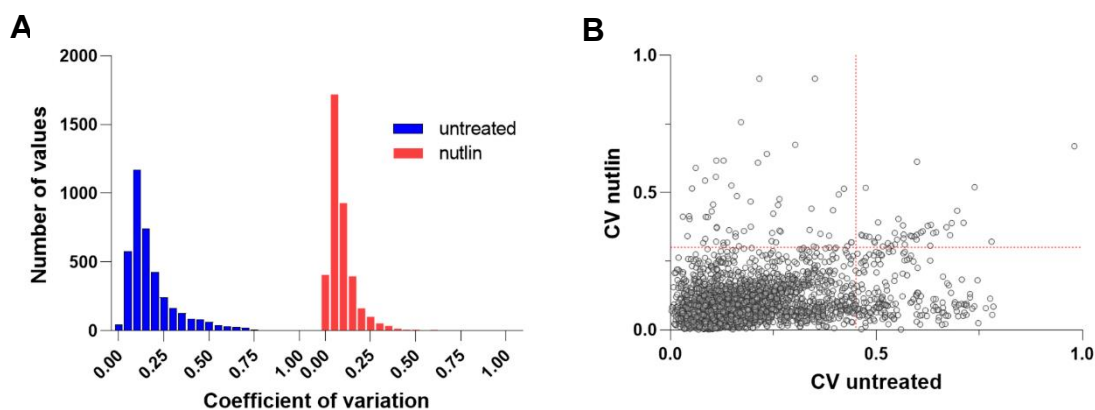 A
B
2000
1500
1000
500
0
Number of values
untreated
nutlin
0.00
0.25
0.50
0.75
1.00
0.00
0.25
0.50
0.75
1.00
Coefficient of variation
1.0
0.5
0.0
CV nutlin
0.0
0.5
1.0
CV untreated